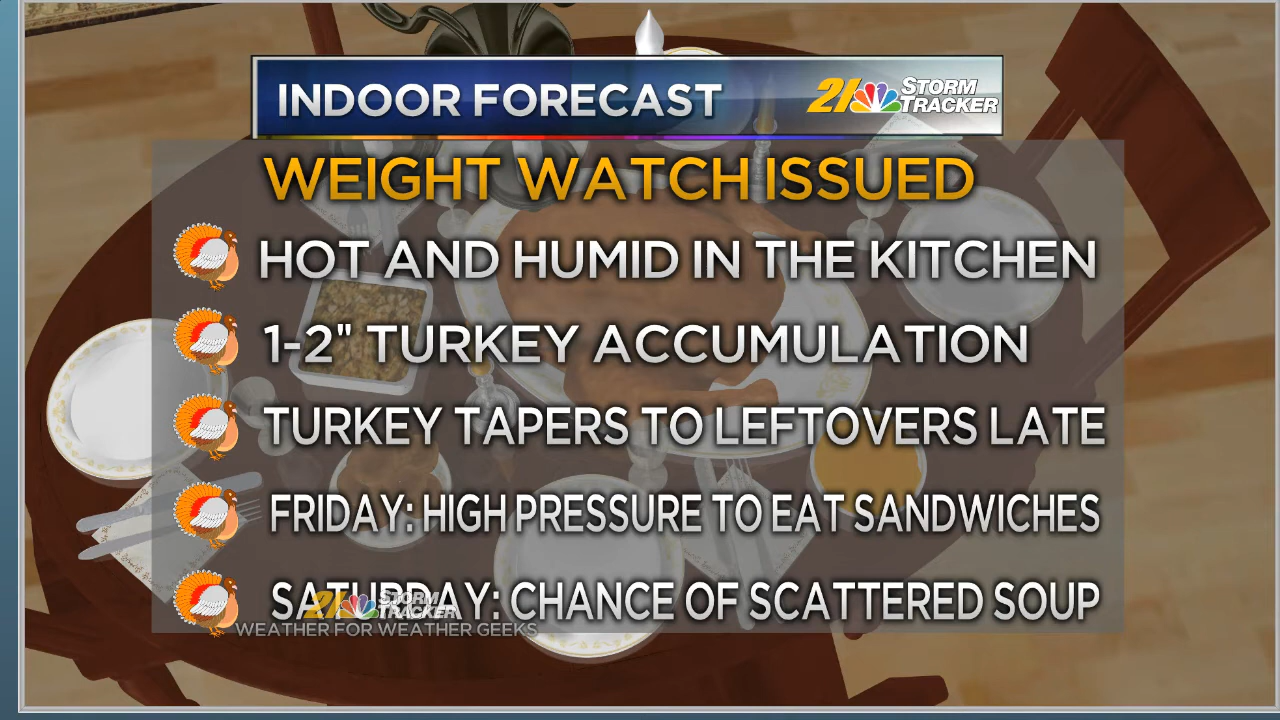 INDOOR FORECAST
21 STORM
TRACKER
WEIGHT WATCH ISSUED
HOT AND HUMID IN THE KITCHEN
1-2" TURKEY ACCUMULATION
TURKEY TAPERS TO LEFTOVERS LATE
FRIDAY: HIGH PRESSURE TO EAT SANDWICHES
SATURDAY: CHANCE OF SCATTERED SOUP
21 STORM
TRACKER
WEATHER FOR WEATHER GEEKS